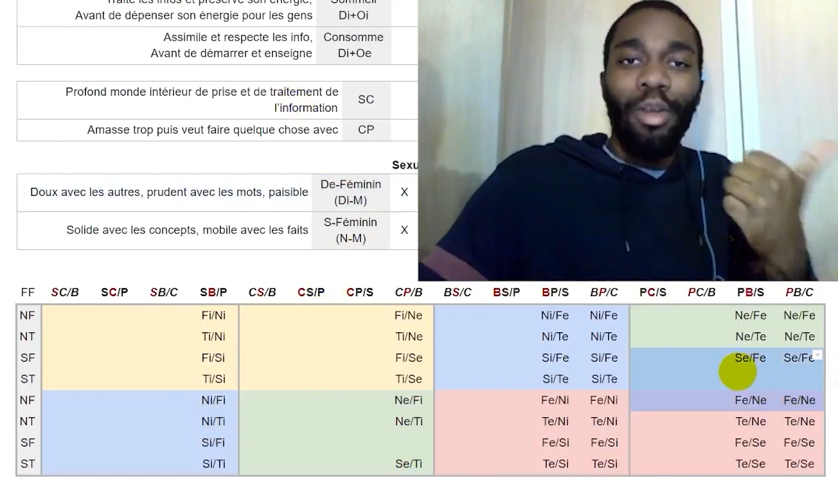 Traite les infos et préserve son énergie,
Avant de dépenser son énergie pour les gens
Sommeil
Di+Oi
Assimile et respecte les info,
Avant de démarrer et enseigne
Consomme
Di+Oe
Profond monde intérieur de prise et de traitement de
l'information
SC
Amasse trop puis veut faire quelque chose avec
CP
Sexu
Doux avec les autres, prudent avec les mots, paisible
De-Féminin
(Di-M)
X
Solide avec les concepts, mobile avec les faits
S-Féminin
(N-M)
X
FF SC/B SC/P SB/C SB/P CS/B CS/P CP/S CP/B BS/C BS/P BP/S BP/C PC/S PC/B PB/S PB/C
NF Fi/Ni Fi/Ne Ni/Fe Ni/Fe Ne/Fe Ne/Fe
NT Ti/Ni Ti/Ne Ni/Te Ni/Te Ne/Te Ne/Te
SF Fi/Si Fi/Se Si/Fe Si/Fe Se/Fe Se/Fe
ST Ti/Si Ti/Se Si/Te Si/Te
NF Ni/Fi Ne/Fi Fe/Ni Fe/Ni Fe/Ne Fe/Ne
NT Ni/Ti Ne/Ti Te/Ni Te/Ni Te/Ne Te/Ne
SF Si/Fi Fe/Si Fe/Si Fe/Se Fe/Se
ST Si/Ti Se/Ti Te/Si Te/Si Te/Se Te/Se